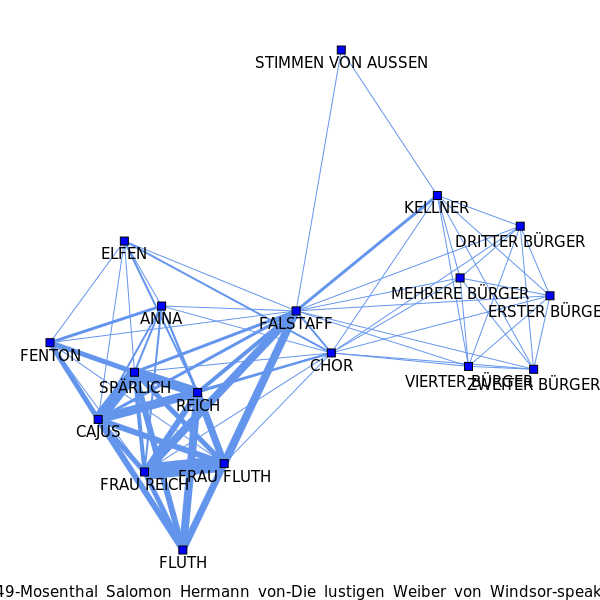 STIMMEN VON AUSSEN
KELLNER
DRITTER BÜRGER
ELFEN
MEHRERE BÜRGER
ERSTER BÜRGE
ANNA
FALSTAFF
FENTON
CHOR
SPÄRLICH
VIERTER BÜRGER
ZWEITER BÜRGER
REICH
CAJUS
FRAU FLUTH
FRAU REICH
FLUTH
49-Mosenthal Salomon Hermann von-Die lustigen Weiber von Windsor-speak